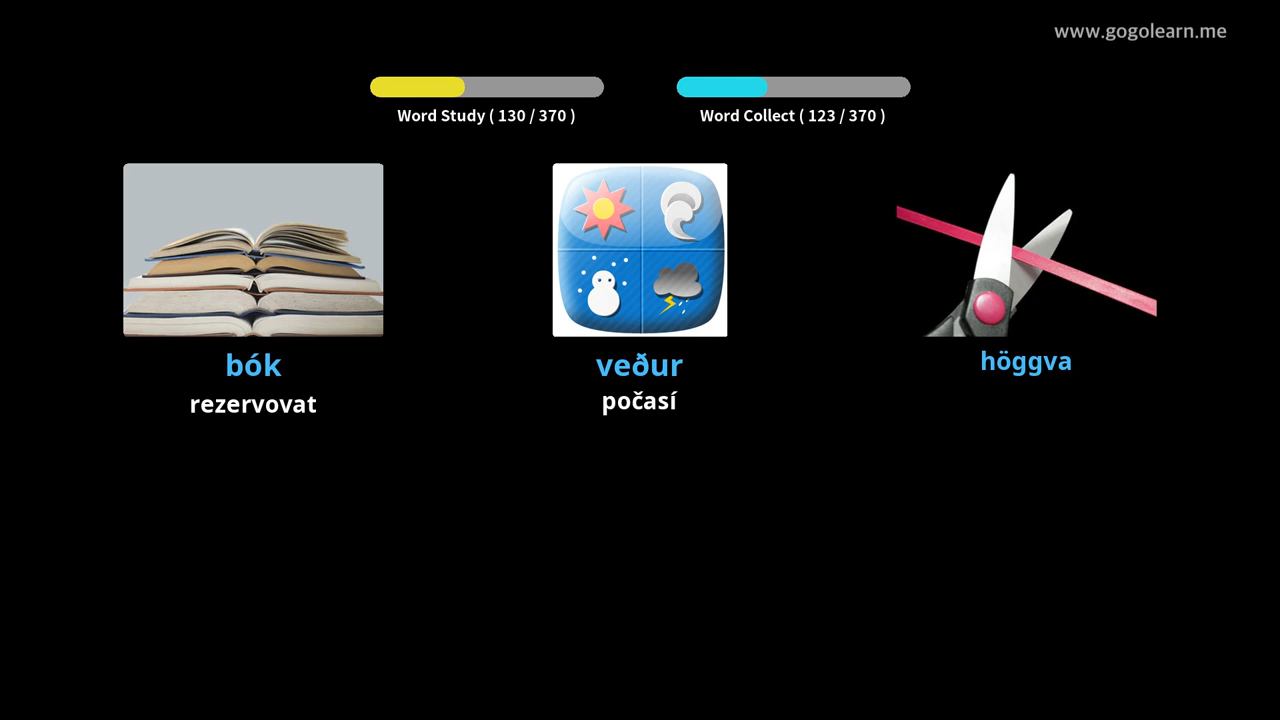 www.gogolearn.me
Word Study ( 130 / 370 )
Word Collect ( 123 / 370 )
bók
veður
höggva
rezervovat
počasí